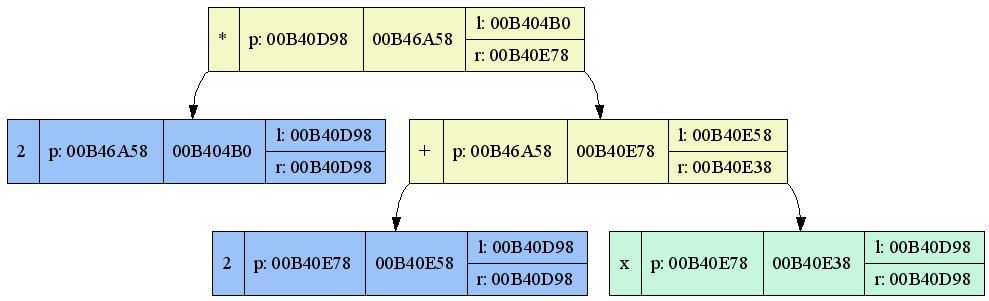 * p: 00B40D98 00B46A58 l: 00B404B0
r: 00B40E78
2 p: 00B46A58 00B404B0 l: 00B40D98
r: 00B40D98
+ p: 00B46A58 00B40E78 l: 00B40E58
r: 00B40E38
2 p: 00B40E78 00B40E58 l: 00B40D98
r: 00B40D98
x p: 00B40E78 00B40E38 l: 00B40D98
r: 00B40D98